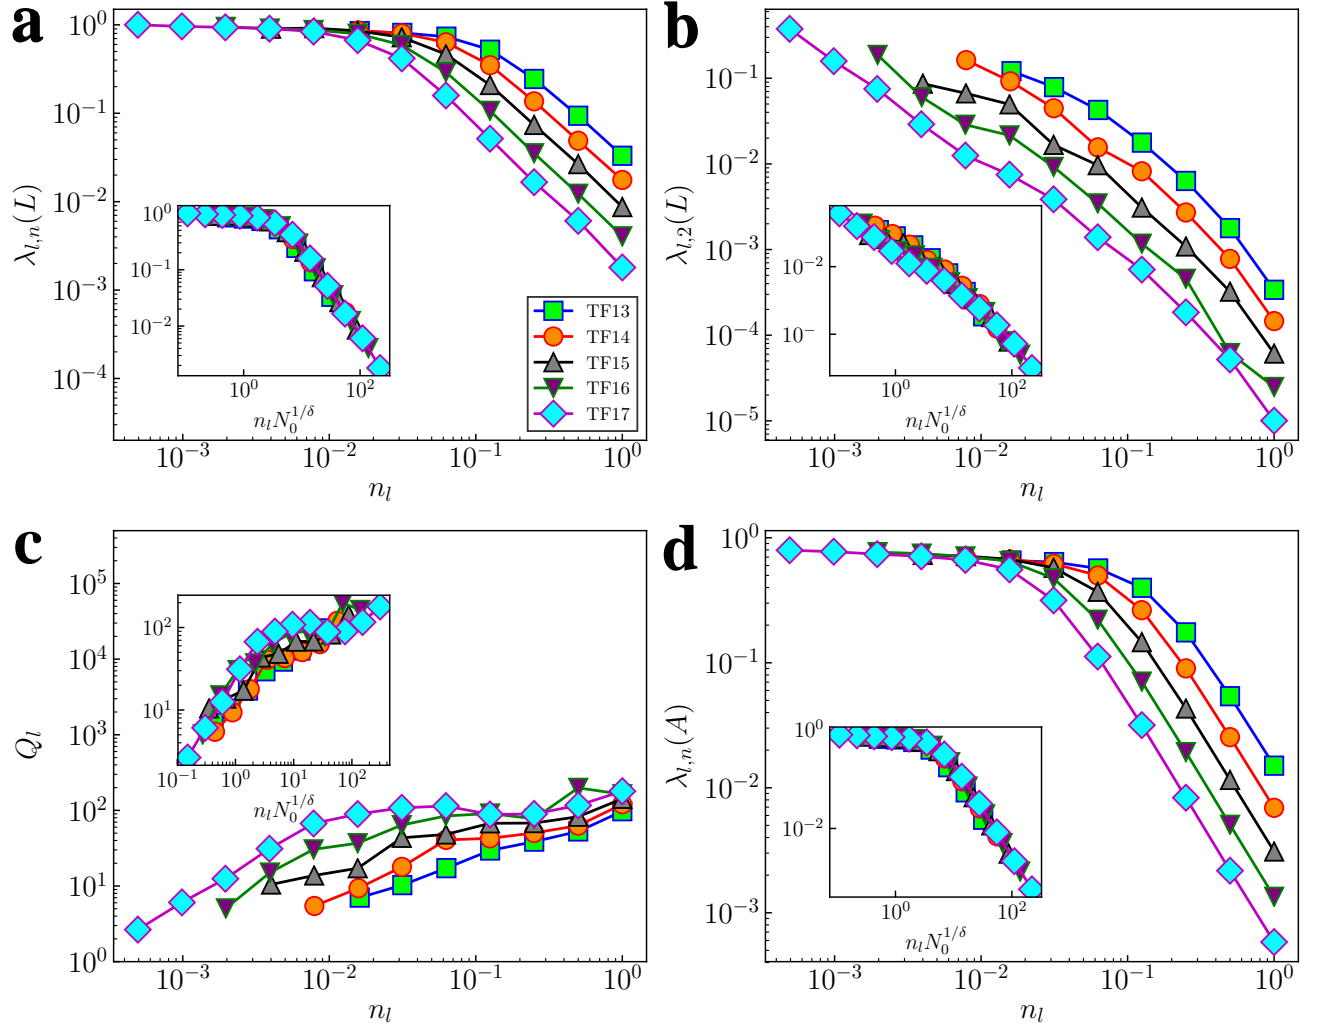 a
10^0
10^{-1}
10^{-2}
10^{-3}
10^{-4}
λ_{l,n}(L)
10^0
10^{-1}
10^{-2}
10^0
10^2
n_l N_0^{1/δ}
TF13
TF14
TF15
TF16
TF17
10^{-3}
10^{-2}
10^{-1}
10^0
n_l
b
10^{-1}
10^{-2}
10^{-3}
10^{-4}
10^{-5}
λ_{l,2}(L)
10^{-2}
10^{-4}
10^0
10^2
n_l N_0^{1/δ}
10^{-3}
10^{-2}
10^{-1}
10^0
n_l
c
10^5
10^4
10^3
10^2
10^1
10^0
Q_l
10^2
10^1
10^{-1}
10^0
10^1
10^2
n_l N_0^{1/δ}
10^{-3}
10^{-2}
10^{-1}
10^0
n_l
d
10^0
10^{-1}
10^{-2}
10^{-3}
λ_{l,n}(A)
10^0
10^{-2}
10^0
10^2
n_l N_0^{1/δ}
10^{-3}
10^{-2}
10^{-1}
10^0
n_l